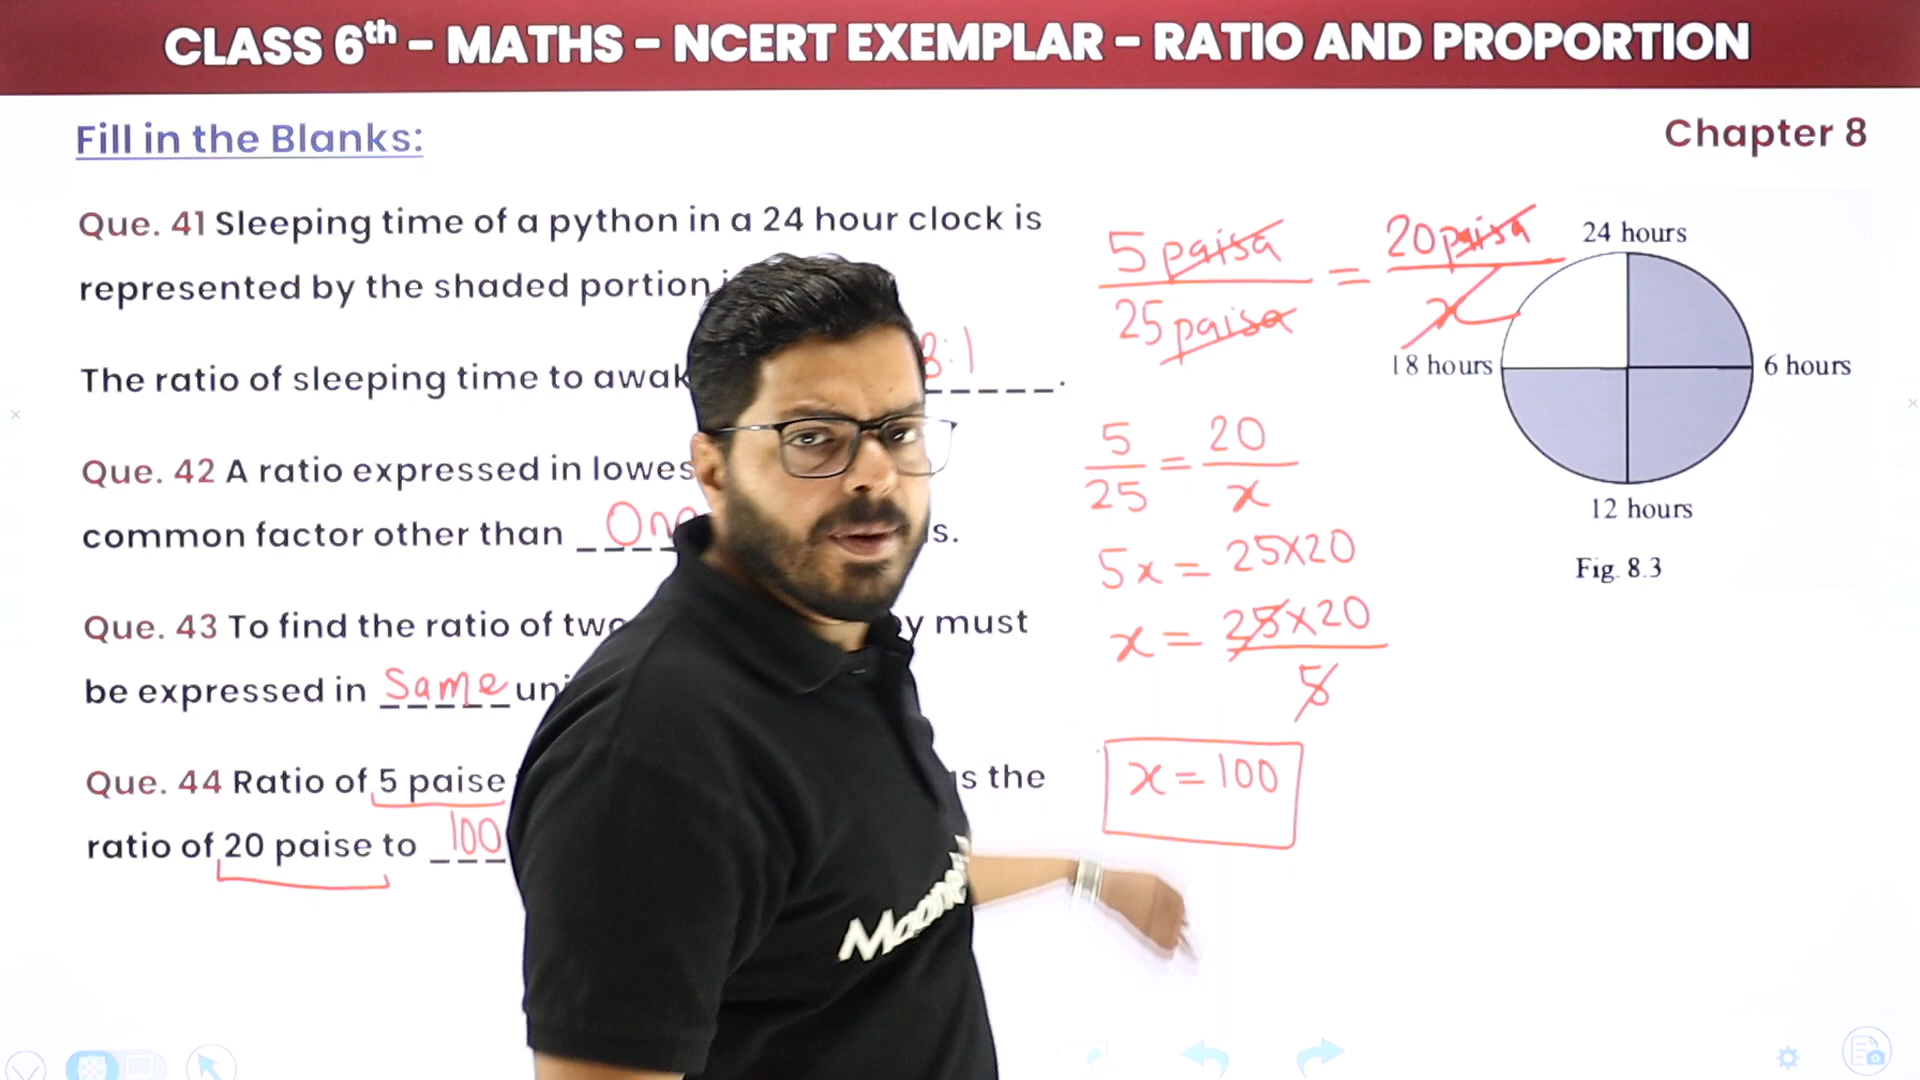 CLASS 6th - MATHS - NCERT EXEMPLAR - RATIO AND PROPORTION
Fill in the Blanks:
Chapter 8
Que. 41 Sleeping time of a python in a 24 hour clock is
represented by the shaded portion
The ratio of sleeping time to 3:1 .
Que. 42 A ratio expressed in
common factor other than
Que. 43 To find the ratio of must
be expressed in Same
Que. 44 Ratio of 5 paise the
ratio of 20 paise to 100
5 paisa / 25 paisa = 20 paisa / x
5/25 = 20/x
5x = 25×20
x = 25×20 / 5
x = 100
24 hours
18 hours
6 hours
12 hours
Fig. 8.3